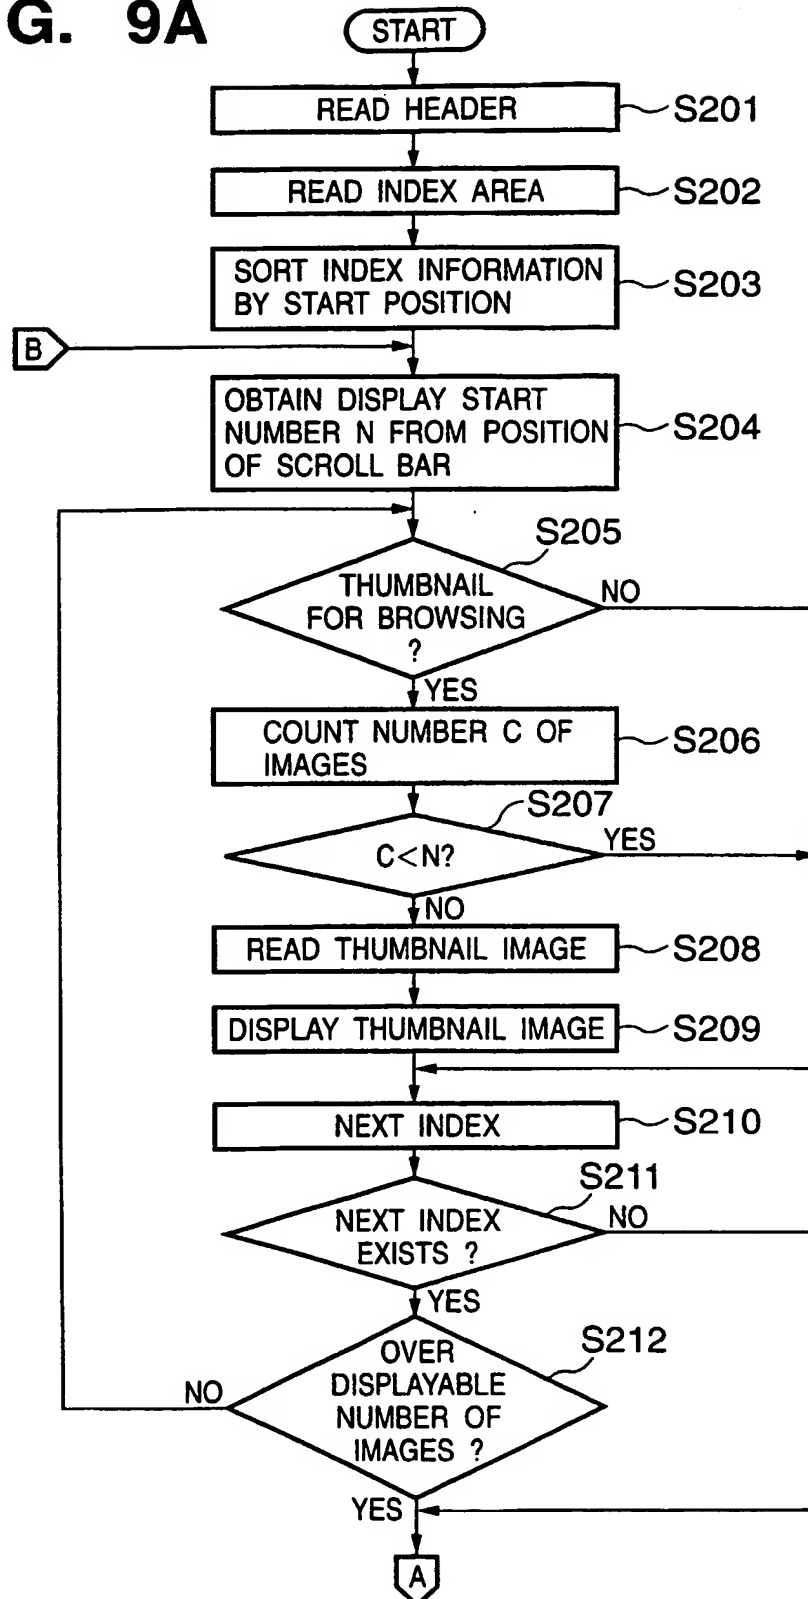 G. 9A
START
READ HEADER
S201
READ INDEX AREA
S202
SORT INDEX INFORMATION
BY START POSITION
S203
B
OBTAIN DISPLAY START
NUMBER N FROM POSITION
OF SCROLL BAR
S204
S205
THUMBNAIL
FOR BROWSING
?
NO
YES
COUNT NUMBER C OF
IMAGES
S206
S207
C<N?
YES
NO
READ THUMBNAIL IMAGE
S208
DISPLAY THUMBNAIL IMAGE
S209
NEXT INDEX
S210
S211
NEXT INDEX
EXISTS ?
NO
YES
S212
OVER
DISPLAYABLE
NUMBER OF
IMAGES ?
NO
YES
A